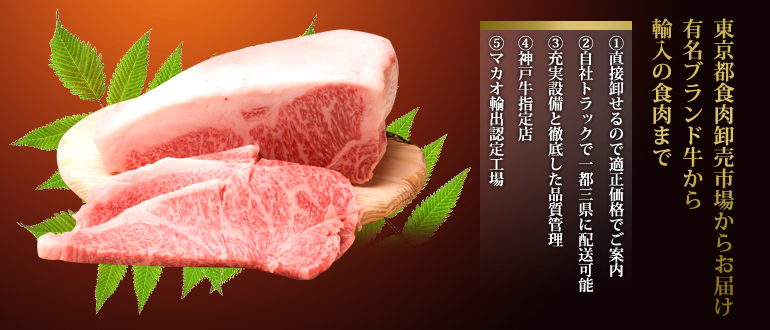 東京都食肉卸売市場からお届け
有名ブランド牛から
輸入の食肉まで
①直接卸せるので適正価格でご案内
②自社トラックで一都三県に配送可能
③充実設備と徹底した品質管理
④神戸牛指定店
⑤マカオ輸出認定工場